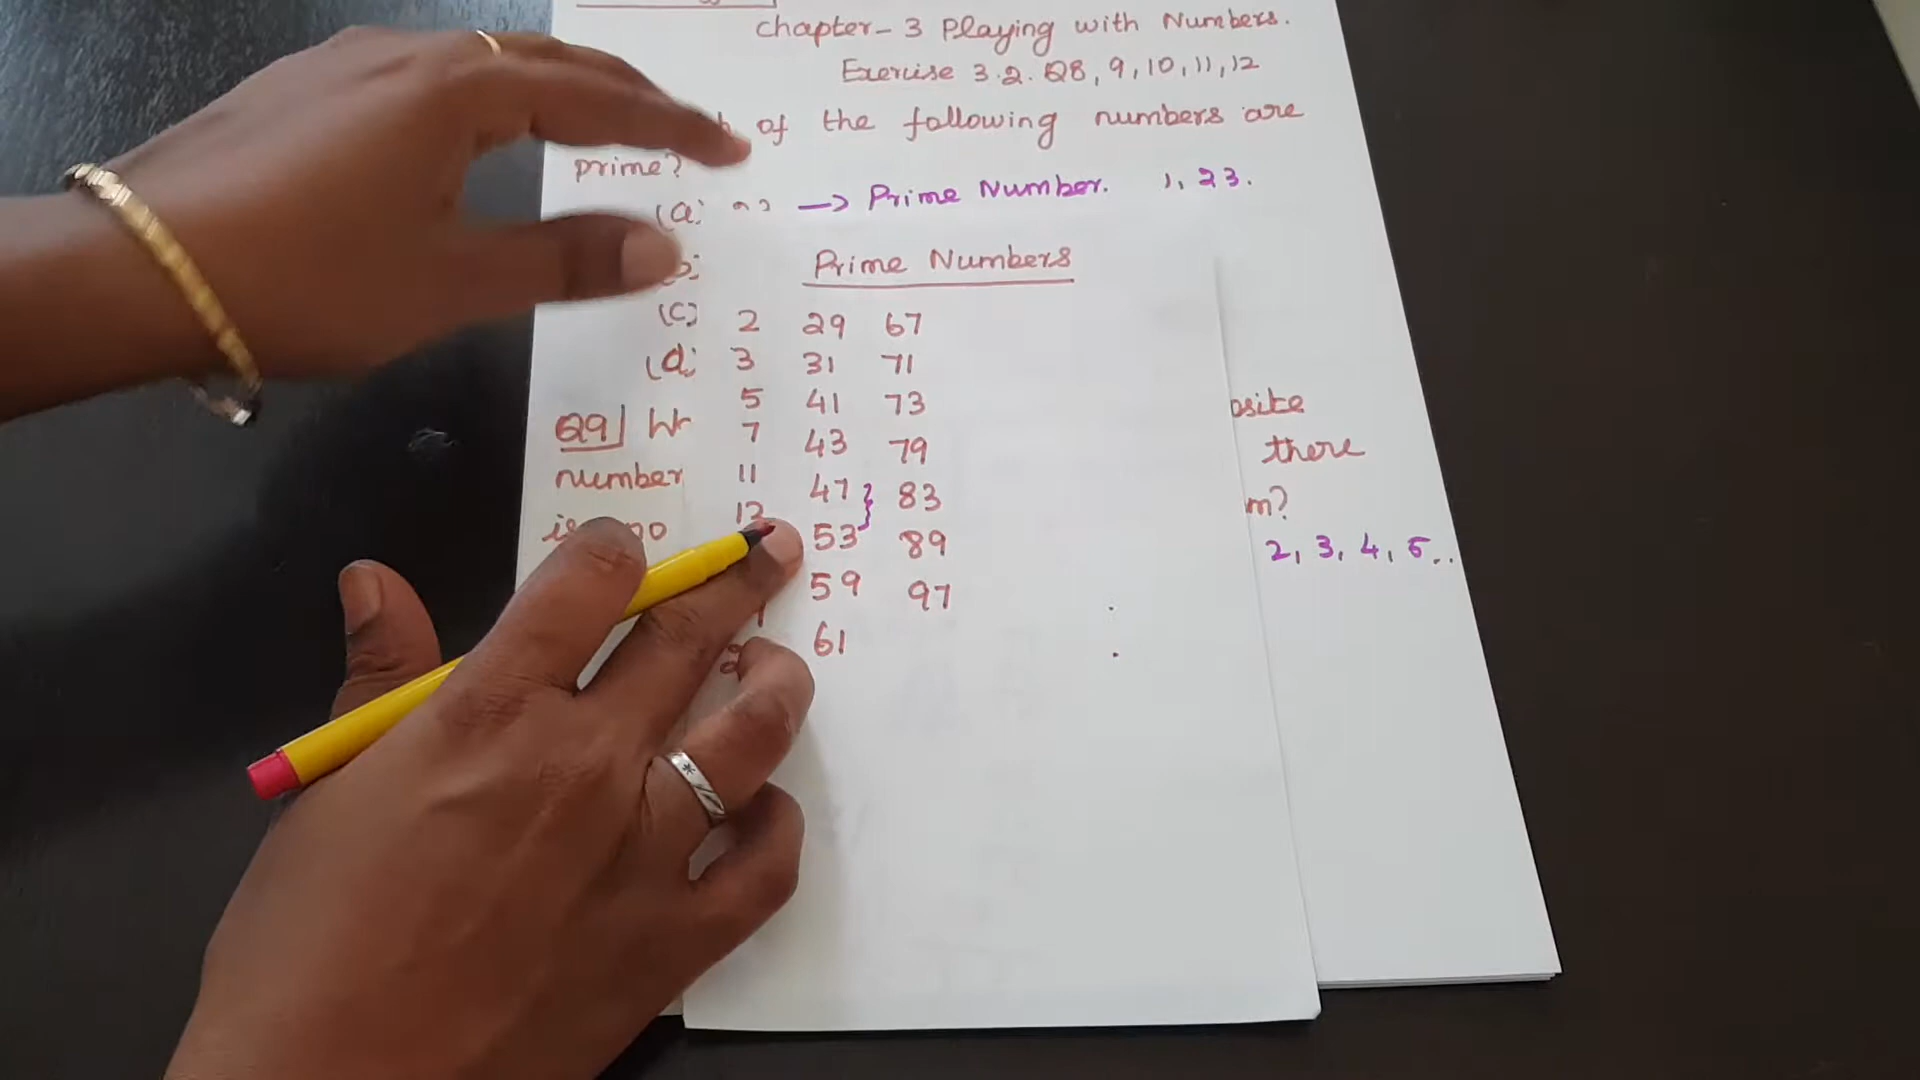 Chapter-3 Playing with Numbers.
Exercise 3.2. Q8, 9, 10, 11, 12
of the following numbers are
prime?
(a) → Prime Number. 1, 23.
Prime Numbers
(c) 2 29 67
(d) 3 31 71
5 41 73
Q9 7 43 79
number 11 47 } 83
13 53 89
59 97
61
osite
there
m?
2, 3, 4, 5..